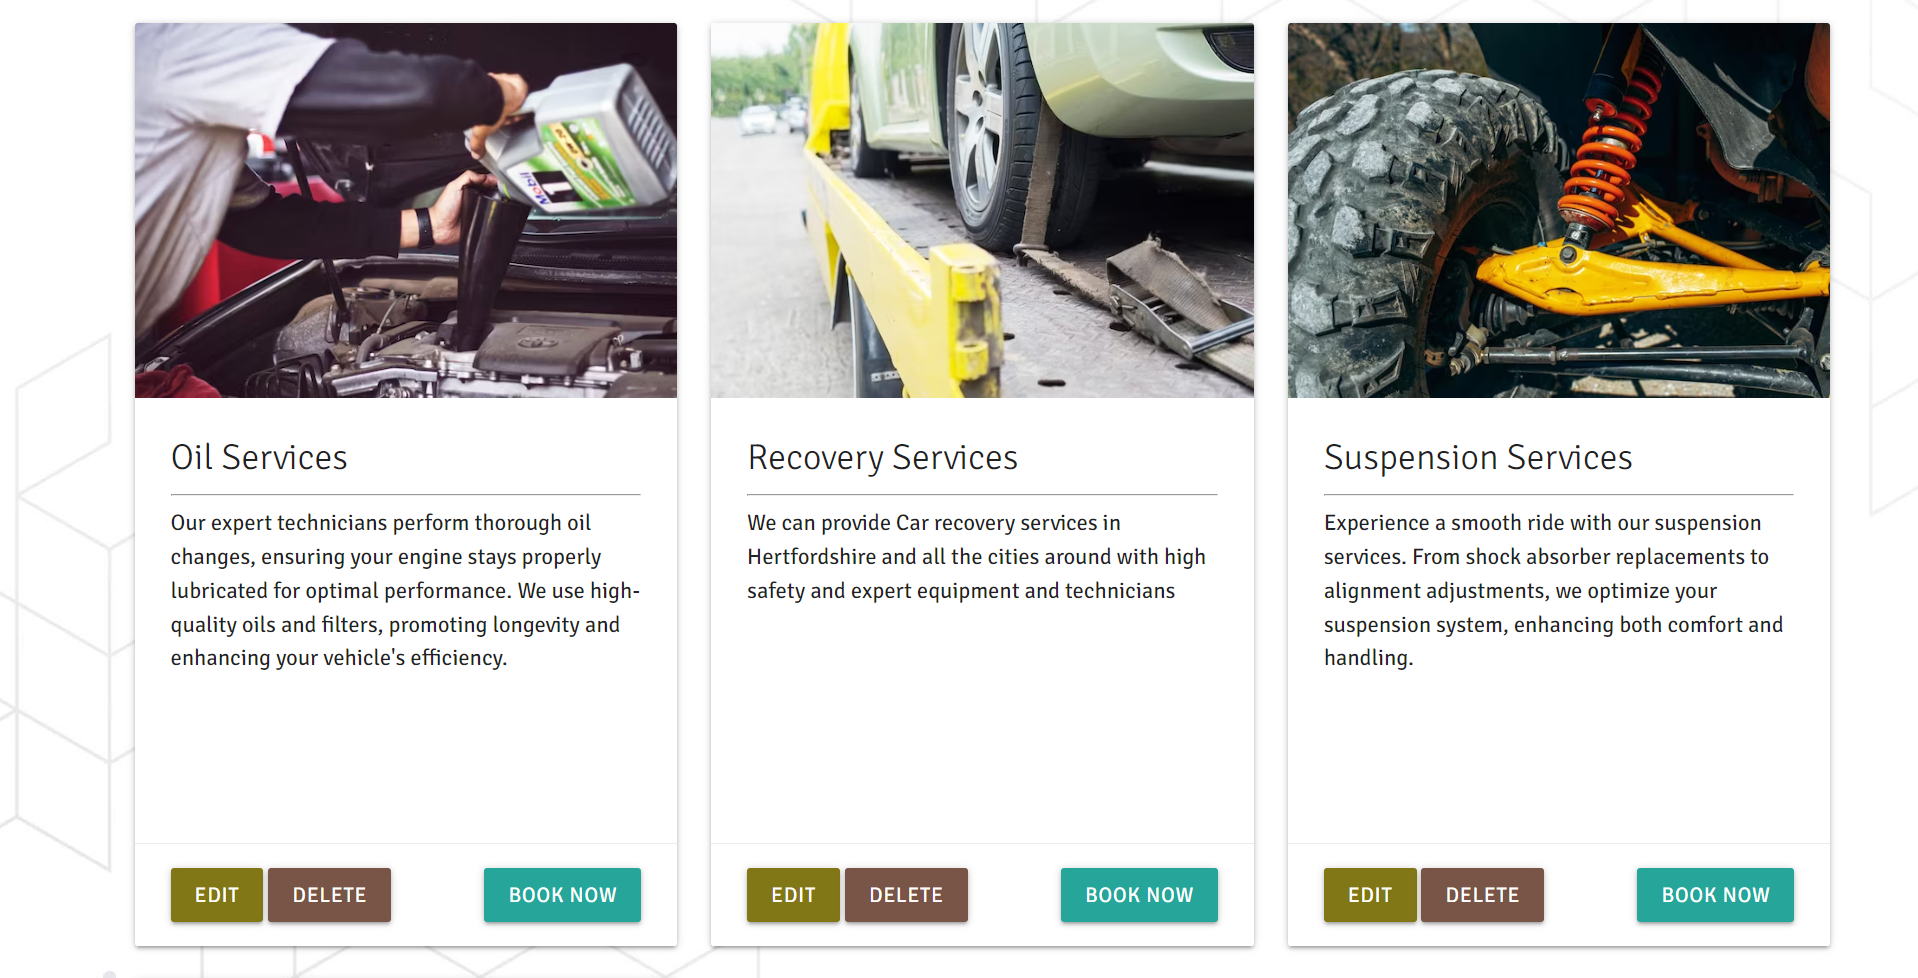 Mobil
Oil Services
Our expert technicians perform thorough oil
changes, ensuring your engine stays properly
lubricated for optimal performance. We use high-
quality oils and filters, promoting longevity and
enhancing your vehicle's efficiency.
EDIT
DELETE
BOOK NOW
Recovery Services
We can provide Car recovery services in
Hertfordshire and all the cities around with high
safety and expert equipment and technicians
EDIT
DELETE
BOOK NOW
Suspension Services
Experience a smooth ride with our suspension
services. From shock absorber replacements to
alignment adjustments, we optimize your
suspension system, enhancing both comfort and
handling.
EDIT
DELETE
BOOK NOW